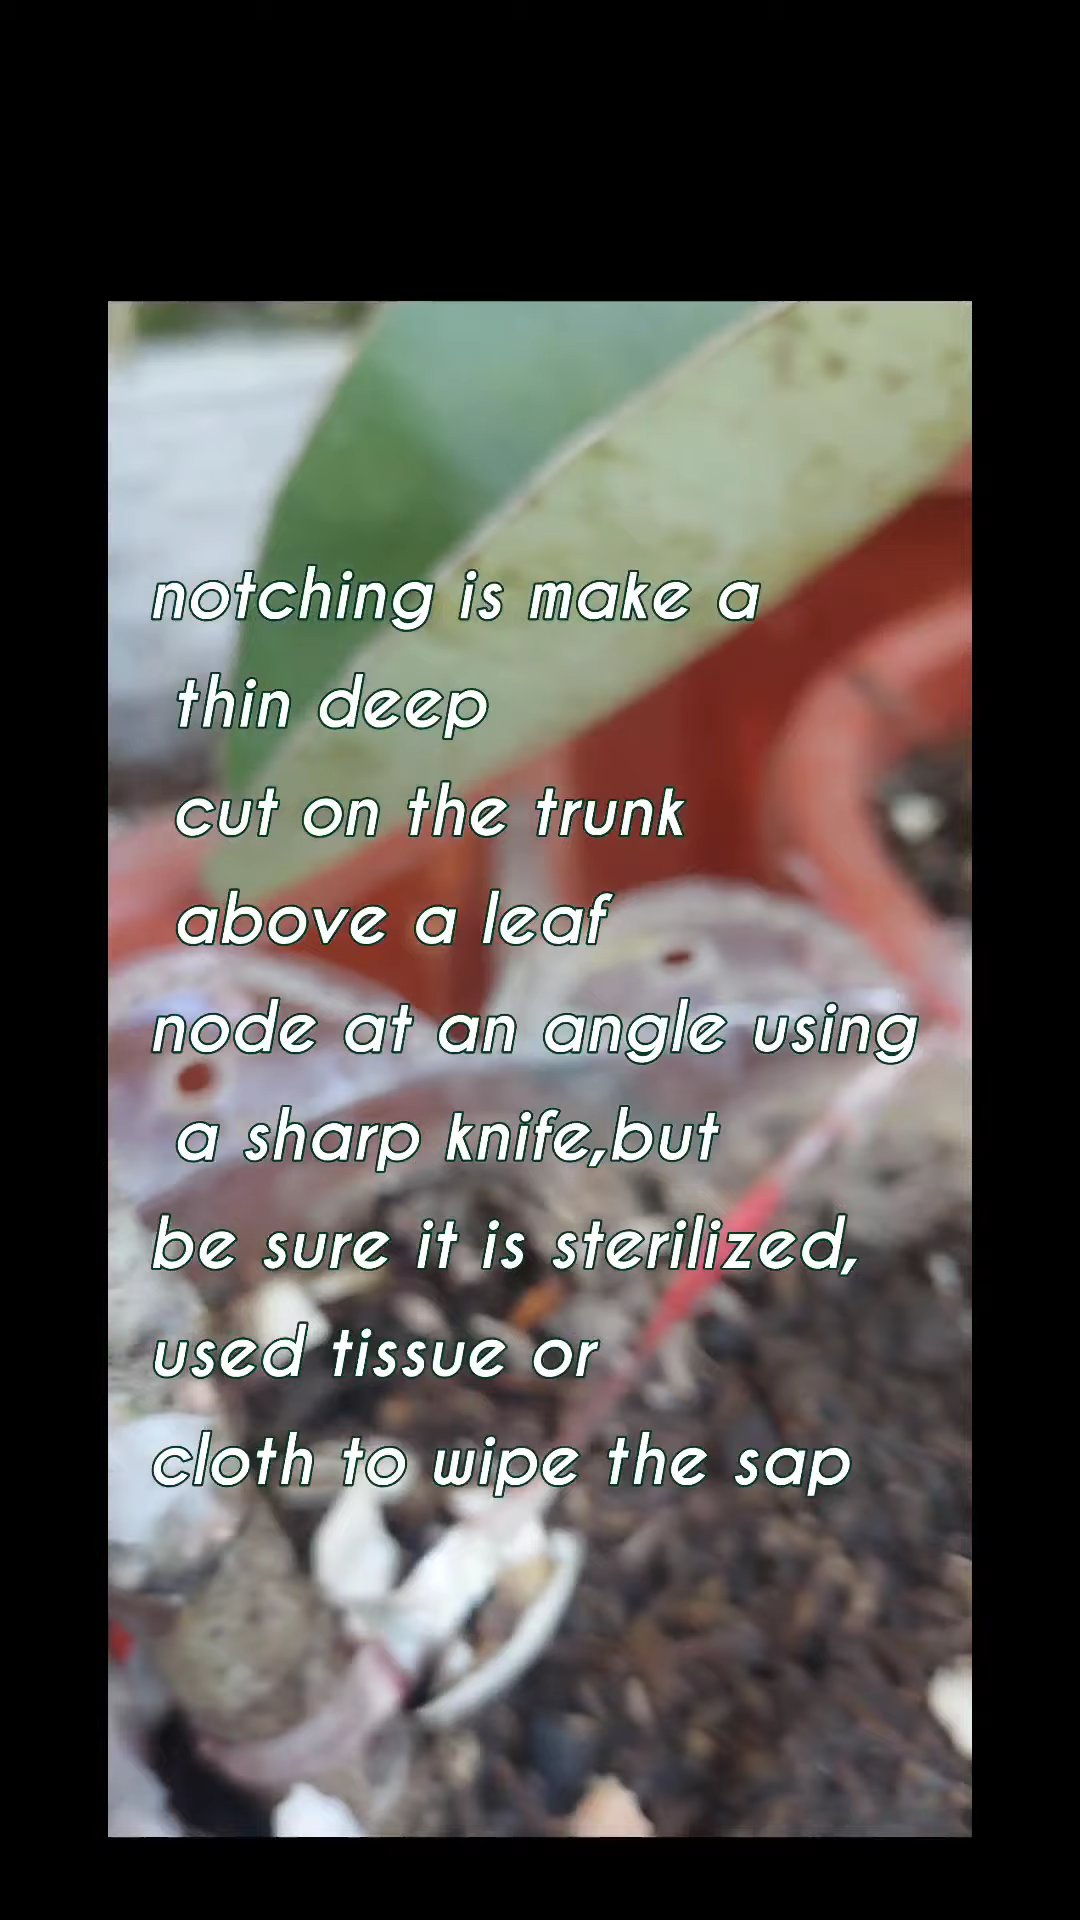 notching is make a
thin deep
cut on the trunk
above a leaf
node at an angle using
a sharp knife,but
be sure it is sterilized,
used tissue or
cloth to wipe the sap